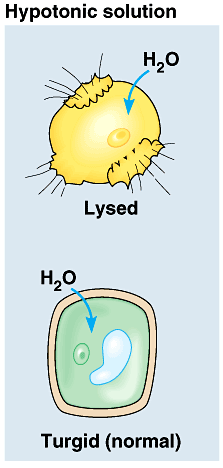 Hypotonic solution
H₂O
Lysed
H₂O
Turgid (normal)